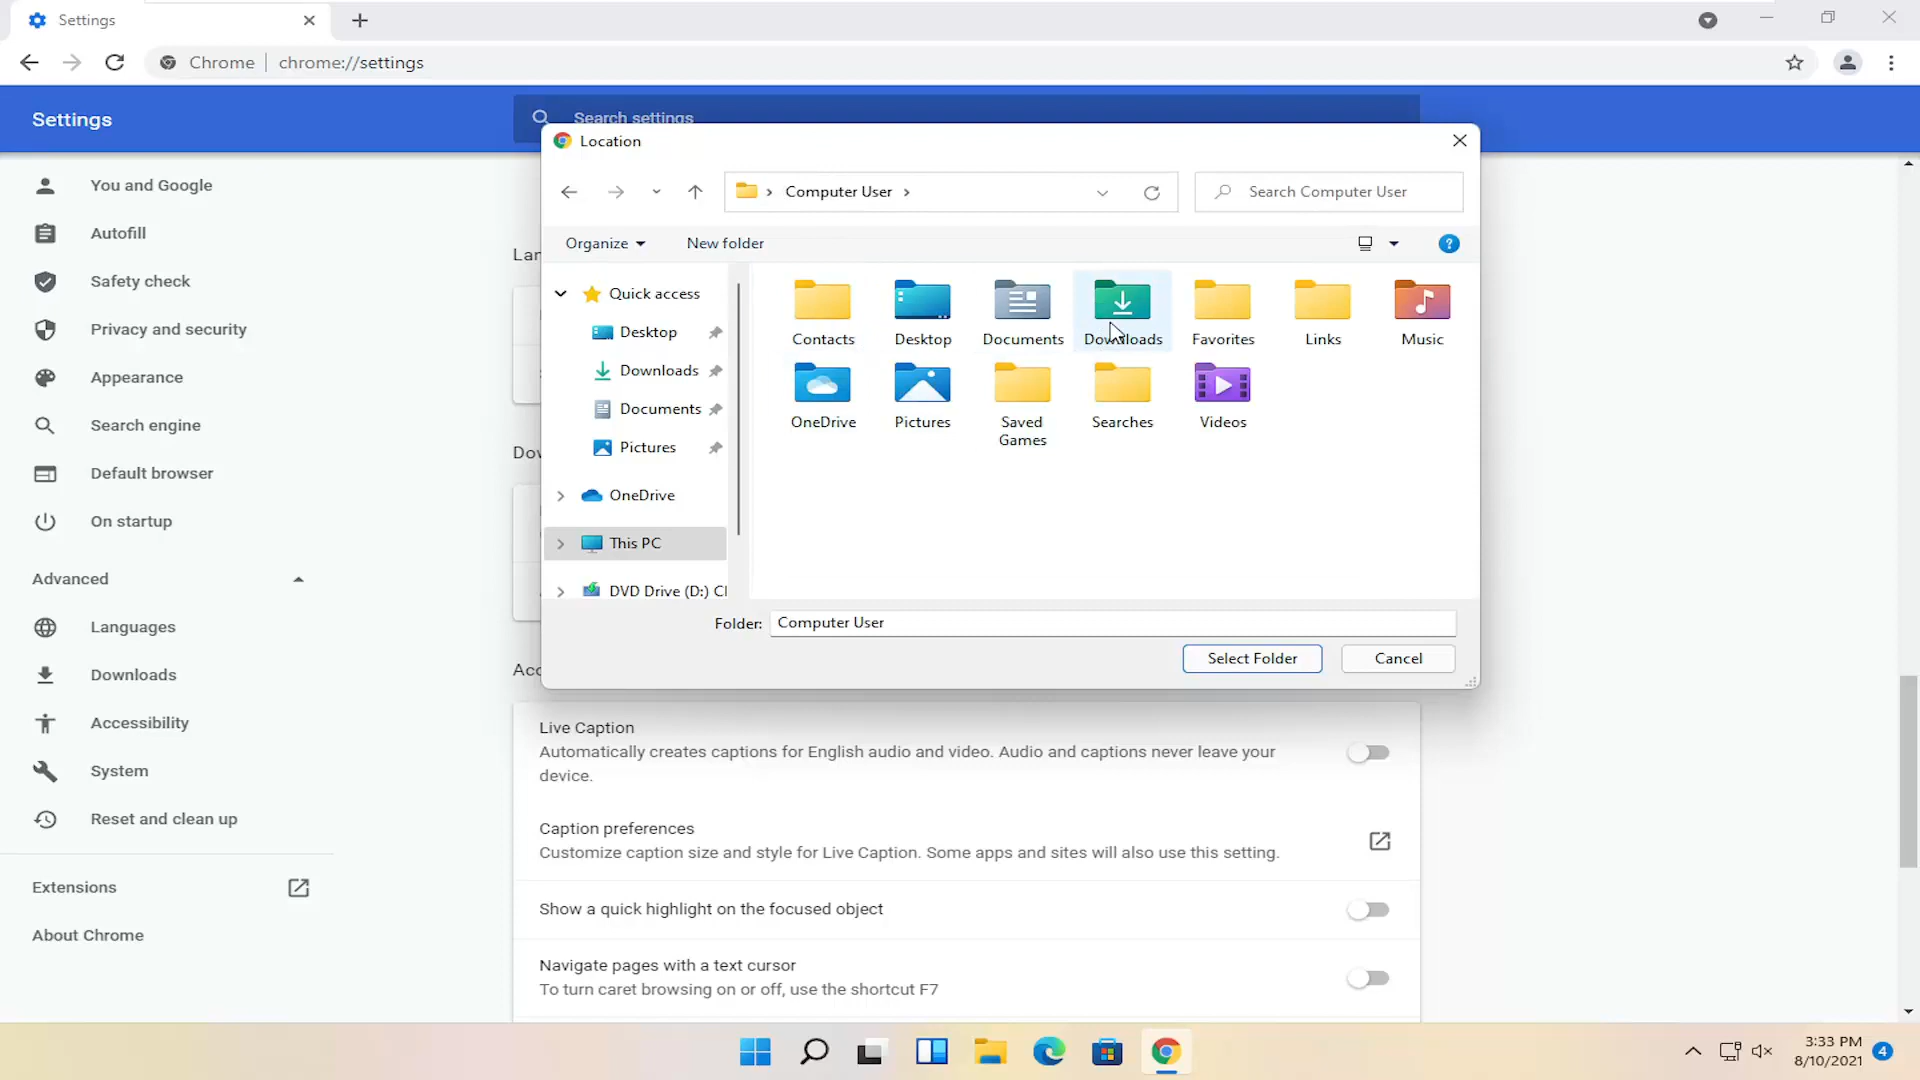 Settings
Chrome
chrome://settings
Settings
Search settings
Location
Computer User
Search Computer User
Organize
New folder
Quick access
Desktop
Downloads
Documents
Pictures
OneDrive
This PC
DVD Drive (D:) C
Contacts
Desktop
Documents
Downloads
Favorites
Links
Music
OneDrive
Pictures
Saved
Games
Searches
Videos
Folder:
Computer User
Select Folder
Cancel
You and Google
Autofill
Safety check
Privacy and security
Appearance
Search engine
Default browser
On startup
Advanced
Languages
Downloads
Accessibility
System
Reset and clean up
Extensions
About Chrome
Lan
Dow
Acc
Live Caption
Automatically creates captions for English audio and video. Audio and captions never leave your
device.
Caption preferences
Customize caption size and style for Live Caption. Some apps and sites will also use this setting.
Show a quick highlight on the focused object
Navigate pages with a text cursor
To turn caret browsing on or off, use the shortcut F7
3:33 PM
8/10/2021
4